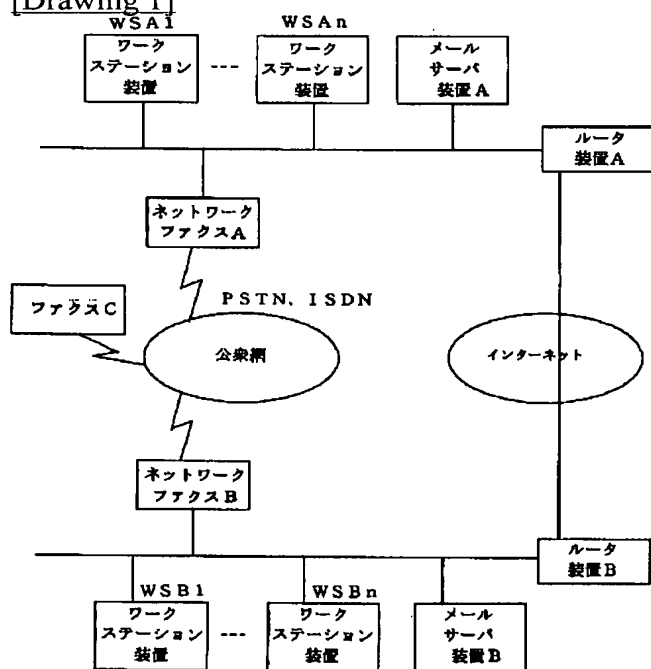 [Drawing 1]
WSA1
WSAn
ワーク
ステーション
装置
---
ワーク
ステーション
装置
メール
サーバ
装置A
ルータ
装置A
ネットワーク
ファクスA
PSTN、ISDN
ファクスC
公衆網
インターネット
ネットワーク
ファクスB
ルータ
装置B
WSB1
WSBn
ワーク
ステーション
装置
---
ワーク
ステーション
装置
メール
サーバ
装置B